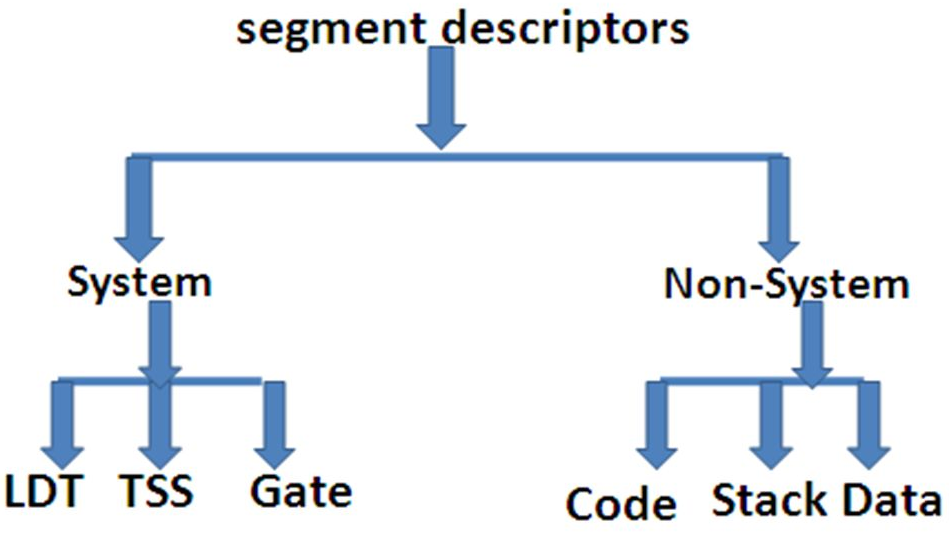 segment descriptors
System
Non-System
LDT TSS Gate
Code Stack Data